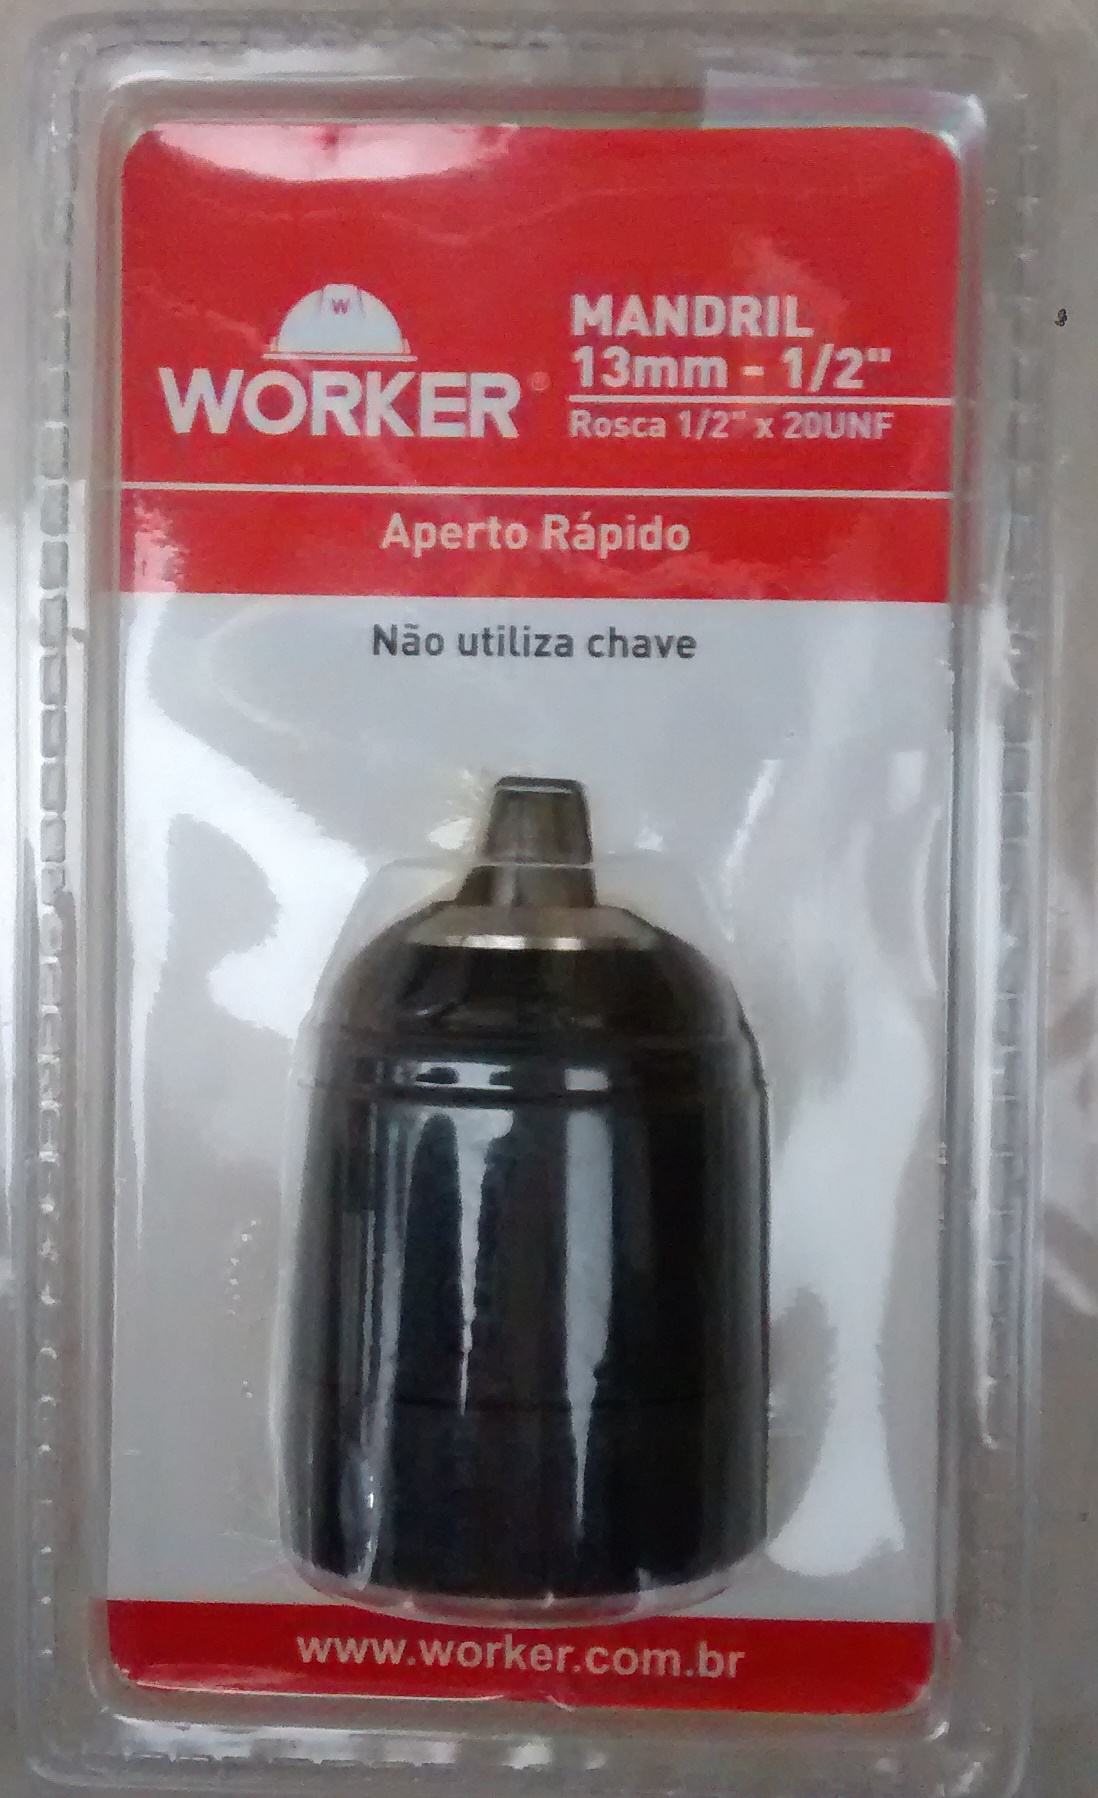 W
WORKER®
MANDRIL
13mm - 1/2"
Rosca 1/2" x 20UNF
Aperto Rápido
Não utiliza chave
www.worker.com.br